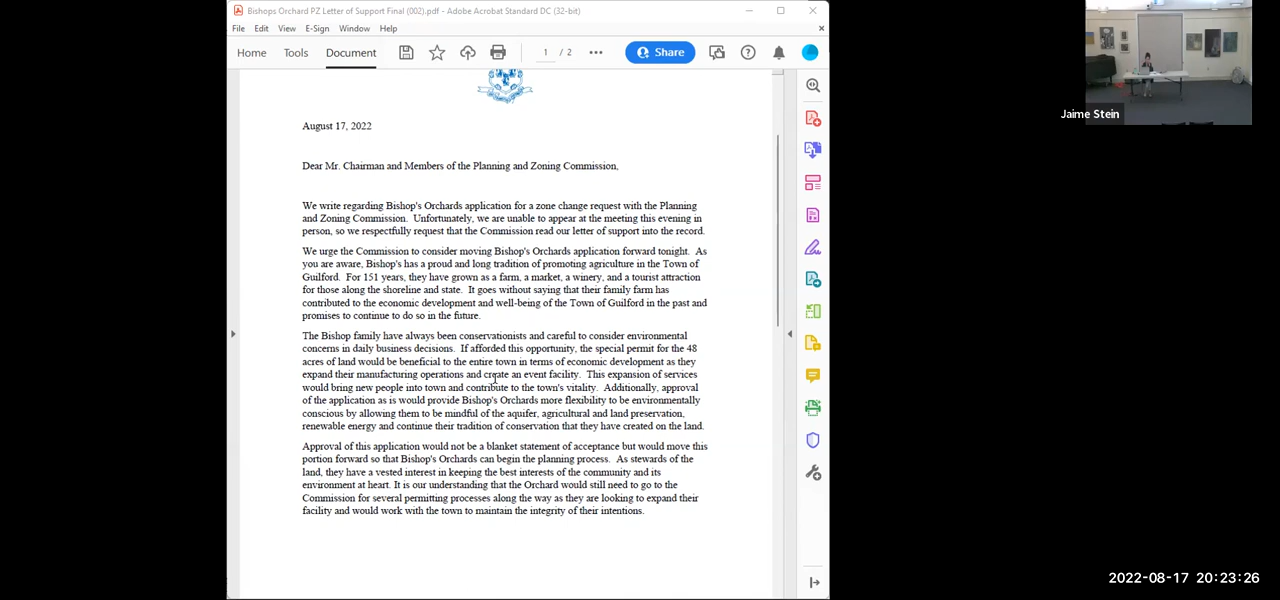 Bishops Orchard PZ Letter of Support Final (002).pdf - Adobe Acrobat Standard DC (32-bit)
File Edit View E-Sign Window Help
Home Tools Document 1 / 2 Share
August 17, 2022
Dear Mr. Chairman and Members of the Planning and Zoning Commission,
We write regarding Bishop's Orchards application for a zone change request with the Planning
and Zoning Commission. Unfortunately, we are unable to appear at the meeting this evening in
person, so we respectfully request that the Commission read our letter of support into the record.
We urge the Commission to consider moving Bishop's Orchards application forward tonight. As
you are aware, Bishop's has a proud and long tradition of promoting agriculture in the Town of
Guilford. For 151 years, they have grown as a farm, a market, a winery, and a tourist attraction
for those along the shoreline and state. It goes without saying that their family farm has
contributed to the economic development and well-being of the Town of Guilford in the past and
promises to continue to do so in the future.
The Bishop family have always been conservationists and careful to consider environmental
concerns in daily business decisions. If afforded this opportunity, the special permit for the 48
acres of land would be beneficial to the entire town in terms of economic development as they
expand their manufacturing operations and create an event facility. This expansion of services
would bring new people into town and contribute to the town's vitality. Additionally, approval
of the application as is would provide Bishop's Orchards more flexibility to be environmentally
conscious by allowing them to be mindful of the aquifer, agricultural and land preservation,
renewable energy and continue their tradition of conservation that they have created on the land.
Approval of this application would not be a blanket statement of acceptance but would move this
portion forward so that Bishop's Orchards can begin the planning process. As stewards of the
land, they have a vested interest in keeping the best interests of the community and its
environment at heart. It is our understanding that the Orchard would still need to go to the
Commission for several permitting processes along the way as they are looking to expand their
facility and would work with the town to maintain the integrity of their intentions.
Jaime Stein
2022-08-17 20:23:26